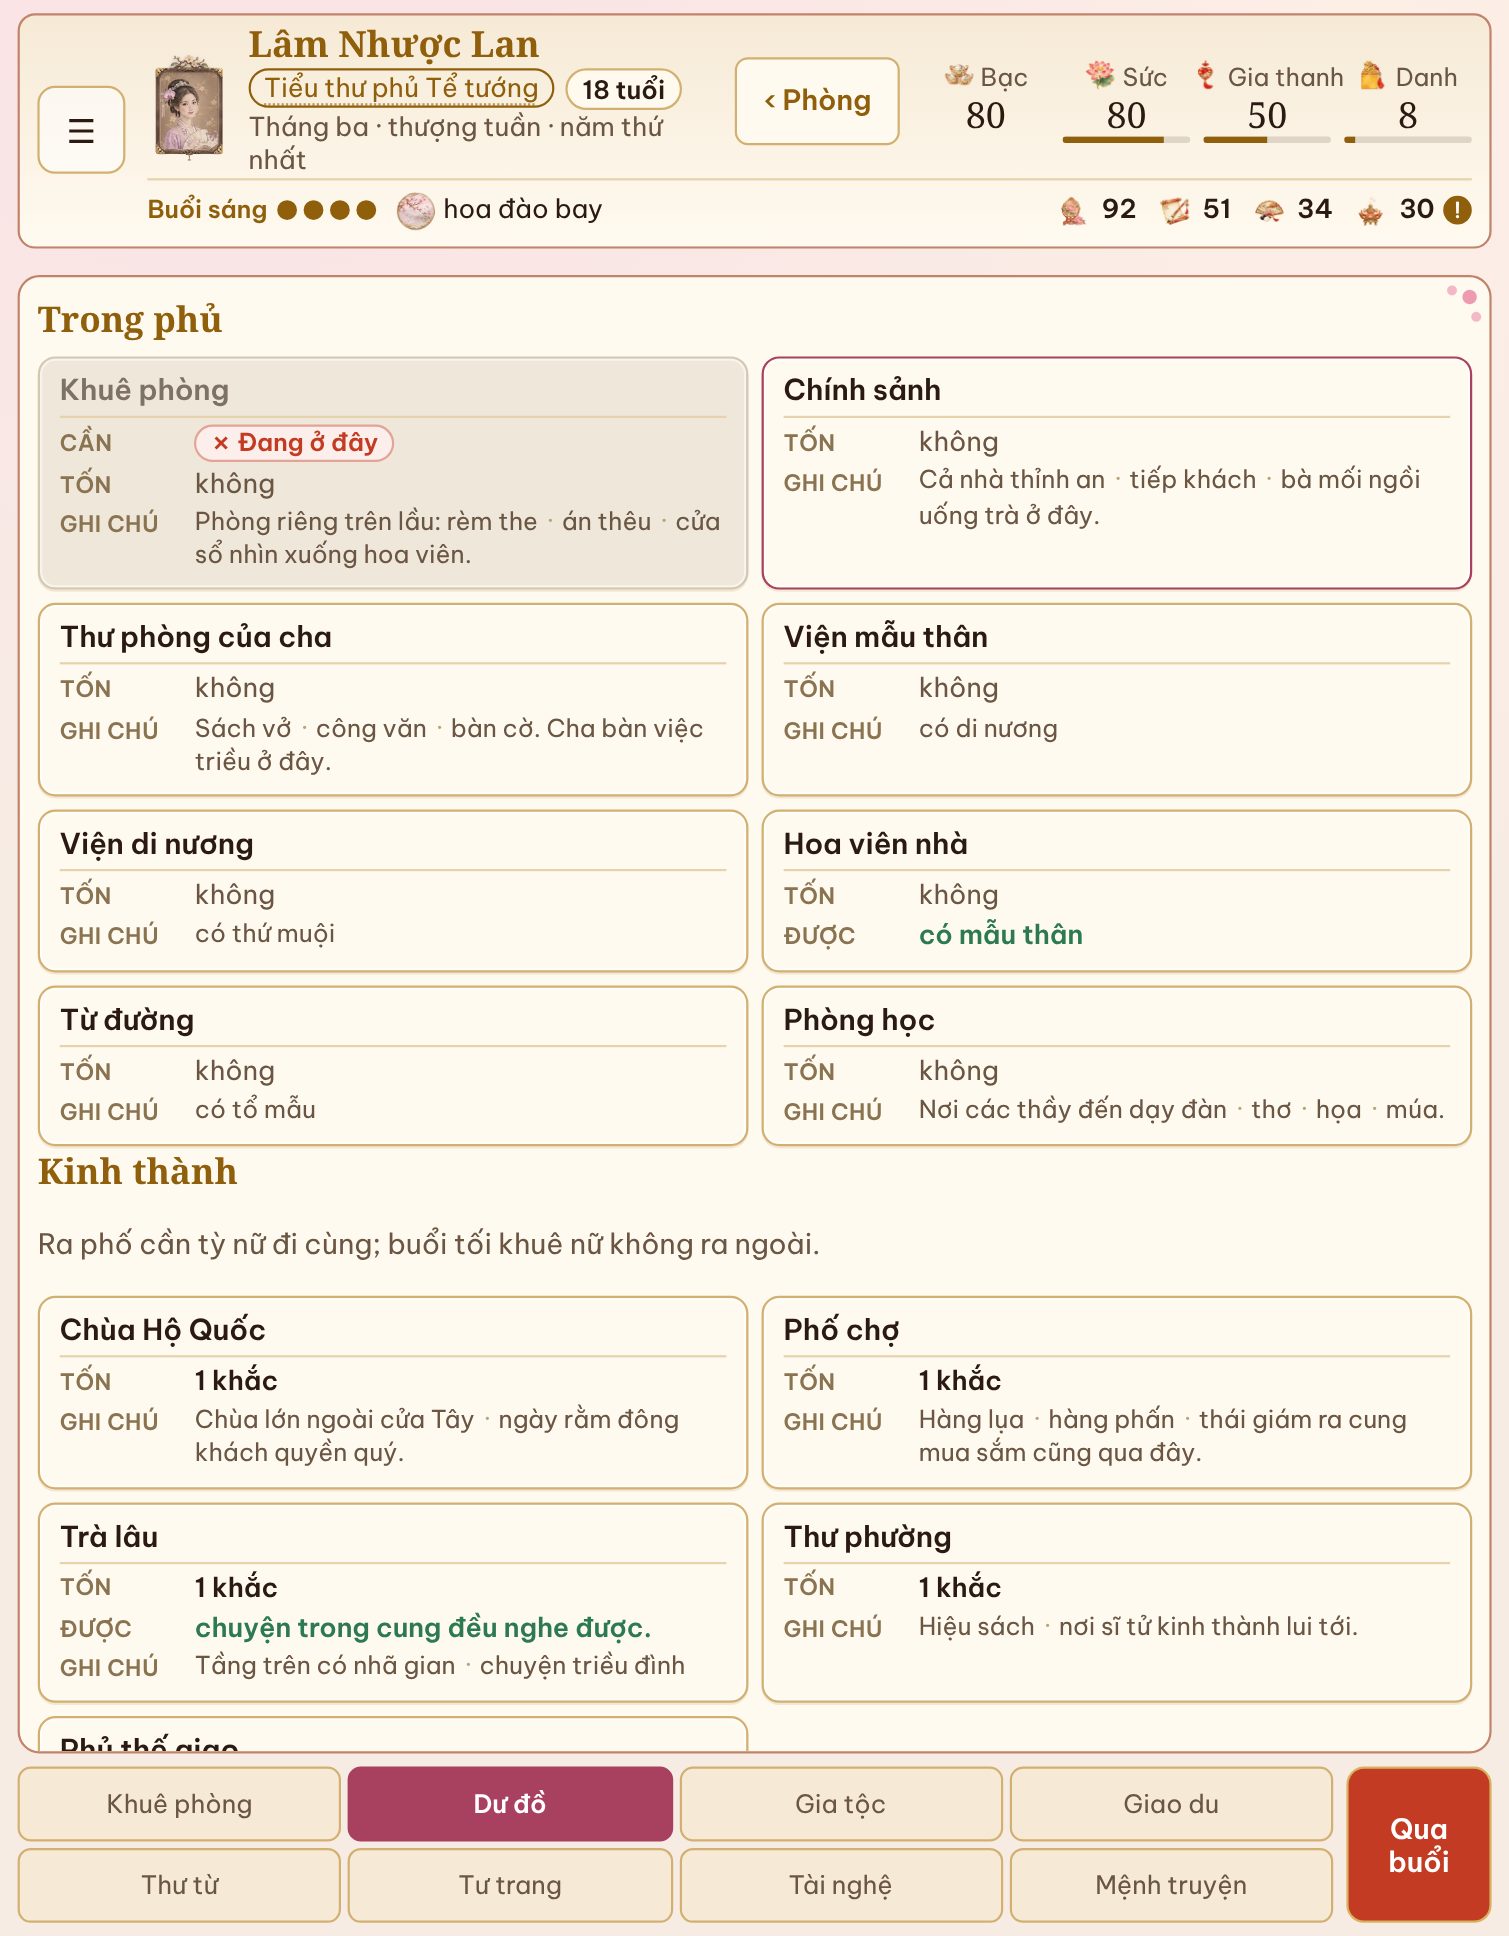 Lâm Nhược Lan
Tiểu thư phủ Tể tướng
18 tuổi
Tháng ba · thượng tuần · năm thứ
nhất
☰
‹ Phòng
Bạc
80
Sức
80
Gia thanh
50
Danh
8
Buổi sáng
hoa đào bay
92
51
34
30
!
Trong phủ
Khuê phòng
CẦN
× Đang ở đây
TỐN
không
GHI CHÚ
Phòng riêng trên lầu: rèm the · án thêu · cửa
sổ nhìn xuống hoa viên.
Chính sảnh
TỐN
không
GHI CHÚ
Cả nhà thỉnh an · tiếp khách · bà mối ngồi
uống trà ở đây.
Thư phòng của cha
TỐN
không
GHI CHÚ
Sách vở · công văn · bàn cờ. Cha bàn việc
triều ở đây.
Viện mẫu thân
TỐN
không
GHI CHÚ
có di nương
Viện di nương
TỐN
không
GHI CHÚ
có thứ muội
Hoa viên nhà
TỐN
không
ĐƯỢC
có mẫu thân
Từ đường
TỐN
không
GHI CHÚ
có tổ mẫu
Phòng học
TỐN
không
GHI CHÚ
Nơi các thầy đến dạy đàn · thơ · họa · múa.
Kinh thành
Ra phố cần tỳ nữ đi cùng; buổi tối khuê nữ không ra ngoài.
Chùa Hộ Quốc
TỐN
1 khắc
GHI CHÚ
Chùa lớn ngoài cửa Tây · ngày rằm đông
khách quyền quý.
Phố chợ
TỐN
1 khắc
GHI CHÚ
Hàng lụa · hàng phấn · thái giám ra cung
mua sắm cũng qua đây.
Trà lâu
TỐN
1 khắc
ĐƯỢC
chuyện trong cung đều nghe được.
GHI CHÚ
Tầng trên có nhã gian · chuyện triều đình
Thư phường
TỐN
1 khắc
GHI CHÚ
Hiệu sách · nơi sĩ tử kinh thành lui tới.
Phủ thế giao
Khuê phòng
Dư đồ
Gia tộc
Giao du
Thư từ
Tư trang
Tài nghệ
Mệnh truyện
Qua
buổi